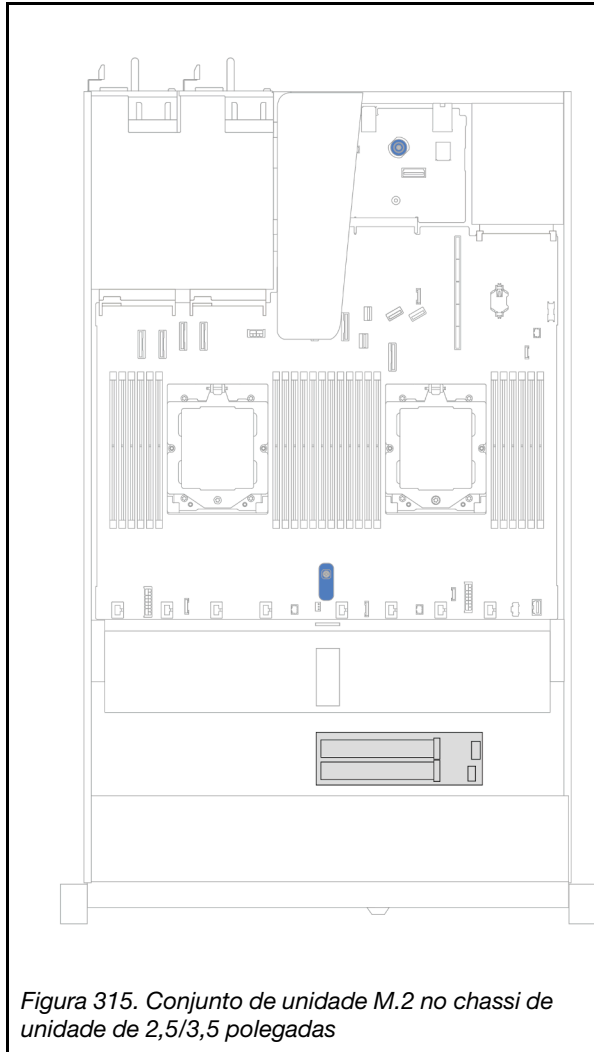 Figura 315. Conjunto de unidade M.2 no chassi de
unidade de 2,5/3,5 polegadas